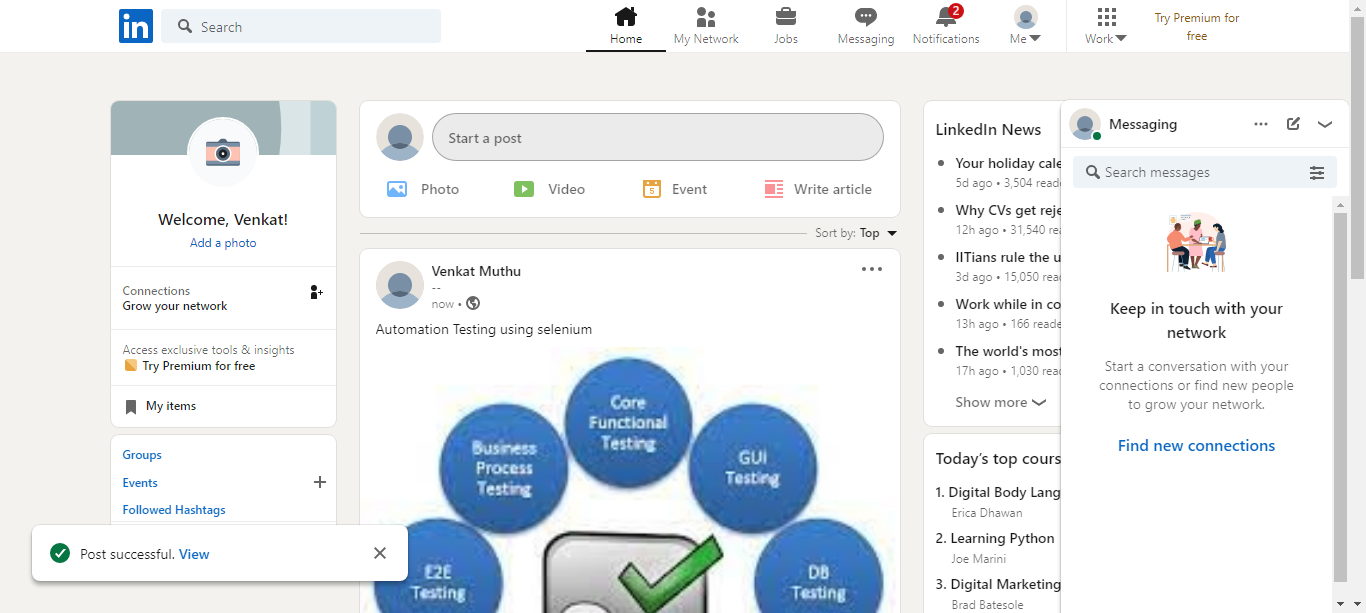 in
Search
Home
My Network
Jobs
Messaging
2
Notifications
Me
Work
Try Premium for
free
Welcome, Venkat!
Add a photo
Connections
Grow your network
Access exclusive tools & insights
Try Premium for free
My items
Groups
Events
Followed Hashtags
Start a post
Photo
Video
5
Event
Write article
Sort by: Top
Venkat Muthu
--
now •
Automation Testing using selenium
Core
Functional
Testing
Business
Process
Testing
GUI
Testing
E2E
Testing
DB
Testing
LinkedIn News
• Your holiday cale
5d ago • 3,504 reade
• Why CVs get reje
12h ago • 31,540 rea
• IITians rule the u
3d ago • 15,050 read
• Work while in co
13h ago • 166 reade
• The world's most
17h ago • 1,030 read
Show more
Today's top cours
1. Digital Body Lang
Erica Dhawan
2. Learning Python
Joe Marini
3. Digital Marketing
Brad Batesole
Messaging
Search messages
Keep in touch with your
network
Start a conversation with your
connections or find new people
to grow your network.
Find new connections
Post successful. View